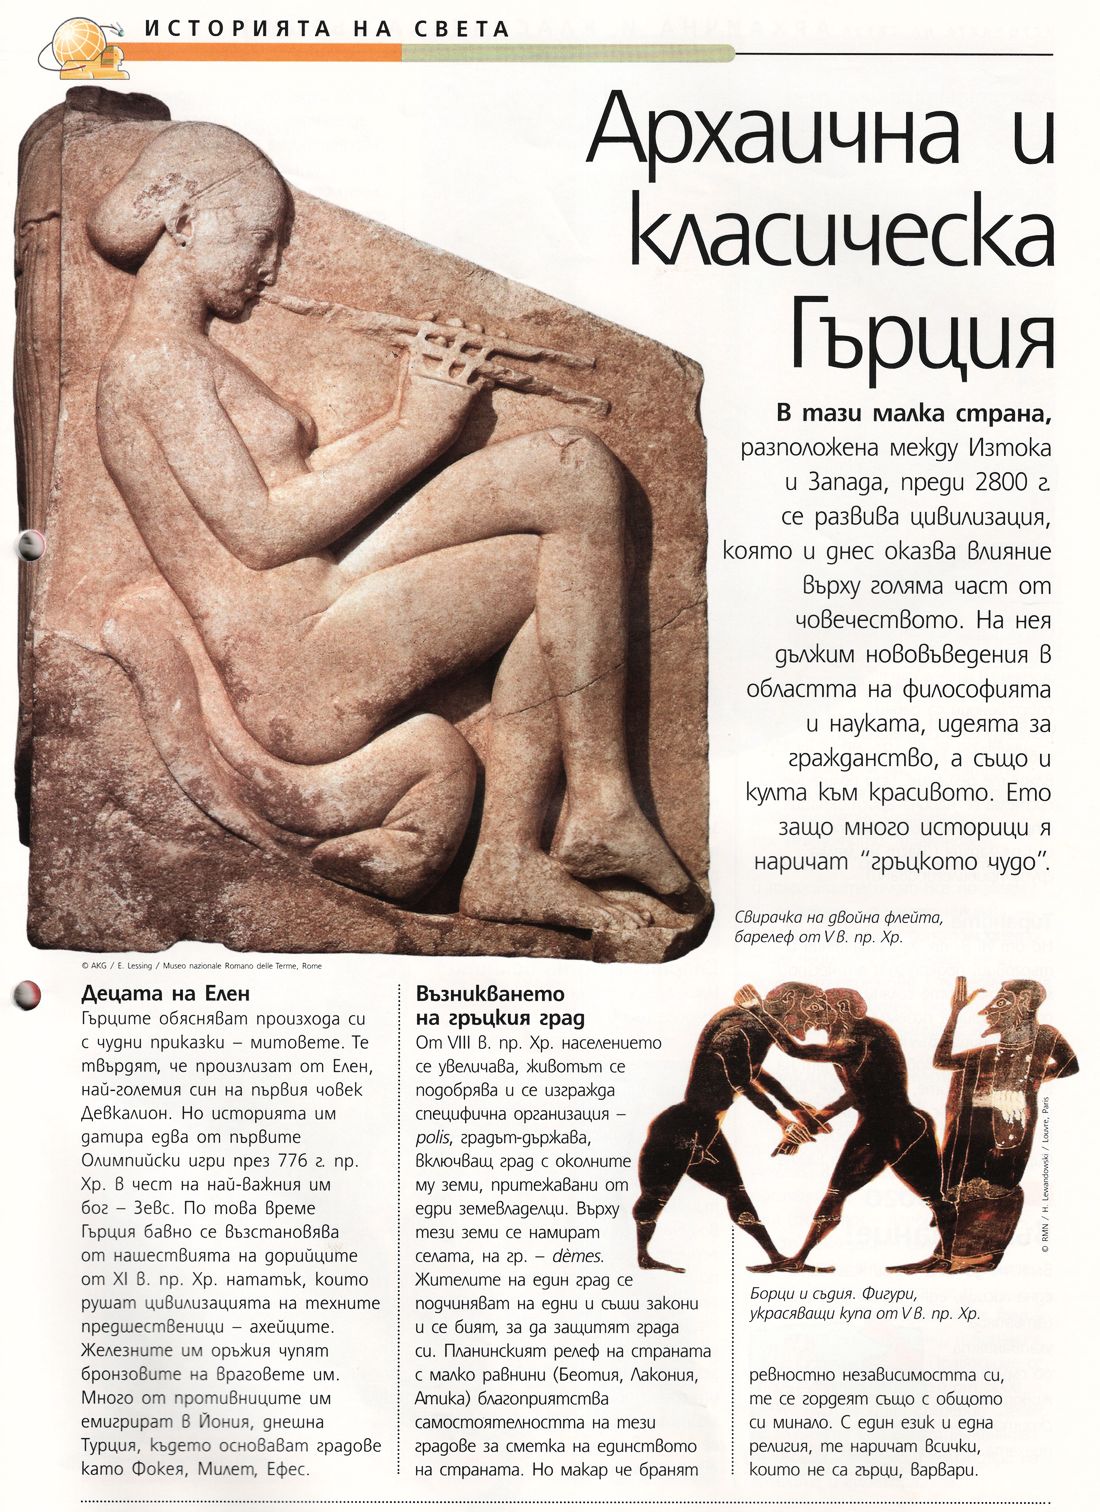 ИСТОРИЯТА НА СВЕТА
Архаична и
класическа
Гърция
В тази малка страна,
разположена между Изтока
и Запада, преди 2800 г.
се развива цивилизация,
която и днес оказва влияние
върху голяма част от
човечеството. На нея
дължим нововъведения в
областта на философията
и науката, идеята за
гражданство, а също и
култа към красивото. Ето
защо много историци я
наричат “гръцкото чудо”.
Свирачка на двойна флейта,
барелеф от V в. пр. Хр.
© AKG / E. Lessing / Museo nazionale Romano delle Terme, Rome
Децата на Елен
Гърците обясняват произхода си
с чудни приказки – митовете. Те
твърдят, че произлизат от Елен,
най-големия син на първия човек
Девкалион. Но историята им
датира едва от първите
Олимпийски игри през 776 г. пр.
Хр. в чест на най-важния им
бог – Зевс. По това време
Гърция бавно се възстановява
от нашествията на дорийците
от XI в. пр. Хр. нататък, които
рушат цивилизацията на техните
предшественици – ахейците.
Железните им оръжия чупят
бронзовите на враговете им.
Много от противниците им
емигрират в Йония, днешна
Турция, където основават градове
като Фокея, Милет, Ефес.
Възникването
на гръцкия град
От VIII в. пр. Хр. населението
се увеличава, животът се
подобрява и се изгражда
специфична организация –
polis, градът-държава,
включващ град с околните
му земи, притежавани от
едри земевладелци. Върху
тези земи се намират
селата, на гр. – dèmes.
Жителите на един град се
подчиняват на едни и същи закони
и се бият, за да защитят града
си. Планинският релеф на страната
с малко равнини (Беотия, Лакония,
Атика) благоприятства
самостоятелността на тези
градове за сметка на единството
на страната. Но макар че бранят
© RMN / H. Lewandowski / Louvre, Paris
Борци и съдия. Фигури,
украсяващи купа от V в. пр. Хр.
ревностно независимостта си,
те се гордеят също с общото
си минало. С един език и една
религия, те наричат всички,
които не са гърци, варвари.